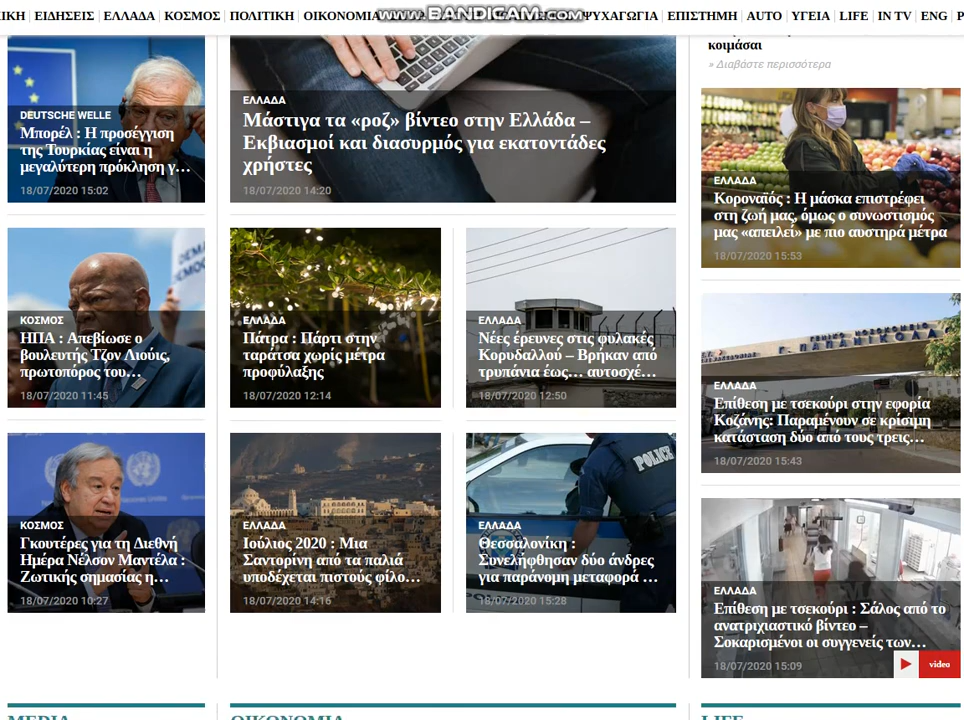 ΙΚΗ ΕΙΔΗΣΕΙΣ ΕΛΛΑΔΑ ΚΟΣΜΟΣ ΠΟΛΙΤΙΚΗ ΟΙΚΟΝΟΜΙΑ ΨΥΧΑΓΩΓΙΑ ΕΠΙΣΤΗΜΗ AUTO ΥΓΕΙΑ LIFE IN TV ENG
www.BANDICAM.com
DEUTSCHE WELLE
Μπορέλ : Η προσέγγιση
της Τουρκίας είναι η
μεγαλύτερη πρόκληση γ…
18/07/2020 15:02
ΚΟΣΜΟΣ
ΗΠΑ : Απεβίωσε ο
βουλευτής Τζον Λιούις,
πρωτοπόρος του…
18/07/2020 11:45
ΚΟΣΜΟΣ
Γκουτέρες για τη Διεθνή
Ημέρα Νέλσον Μαντέλα :
Ζωτικής σημασίας η…
18/07/2020 10:27
ΕΛΛΑΔΑ
Μάστιγα τα «ροζ» βίντεο στην Ελλάδα –
Εκβιασμοί και διασυρμός για εκατοντάδες
χρήστες
18/07/2020 14:20
ΕΛΛΑΔΑ
Πάτρα : Πάρτι στην
ταράτσα χωρίς μέτρα
προφύλαξης
18/07/2020 12:14
ΕΛΛΑΔΑ
Νέες έρευνες στις φυλακές
Κορυδαλλού – Βρήκαν από
τρυπάνια έως… αυτοσχέ…
18/07/2020 12:50
ΕΛΛΑΔΑ
Ιούλιος 2020 : Μια
Σαντορίνη από τα παλιά
υποδέχεται πιστούς φίλο…
18/07/2020 14:16
POLICE
ΕΛΛΑΔΑ
Θεσσαλονίκη :
Συνελήφθησαν δύο άνδρες
για παράνομη μεταφορά …
18/07/2020 15:28
κοιμάσαι
» Διαβάστε περισσότερα
ΕΛΛΑΔΑ
Κοροναϊός : Η μάσκα επιστρέφει
στη ζωή μας, όμως ο συνωστισμός
μας «απειλεί» με πιο αυστηρά μέτρα
18/07/2020 15:53
ΕΛΛΑΔΑ
Επίθεση με τσεκούρι στην εφορία
Κοζάνης: Παραμένουν σε κρίσιμη
κατάσταση δύο από τους τρεις…
18/07/2020 15:43
ΕΛΛΑΔΑ
Επίθεση με τσεκούρι : Σάλος από το
ανατριχιαστικό βίντεο –
Σοκαρισμένοι οι συγγενείς των…
18/07/2020 15:09
video
MEDIA
ΟΙΚΟΝΟΜΙΑ
LIFE